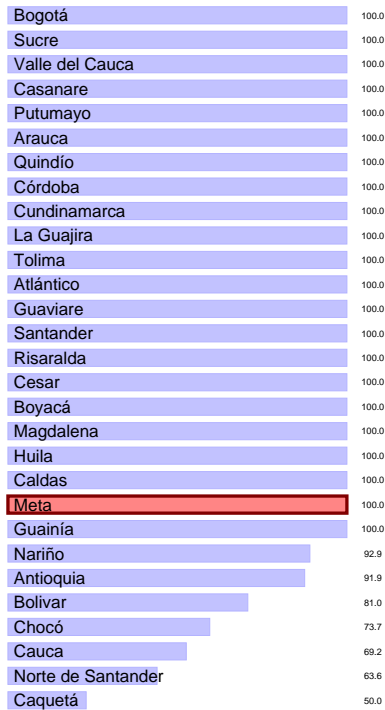 Bogotá 100.0
Sucre 100.0
Valle del Cauca 100.0
Casanare 100.0
Putumayo 100.0
Arauca 100.0
Quindío 100.0
Córdoba 100.0
Cundinamarca 100.0
La Guajira 100.0
Tolima 100.0
Atlántico 100.0
Guaviare 100.0
Santander 100.0
Risaralda 100.0
Cesar 100.0
Boyacá 100.0
Magdalena 100.0
Huila 100.0
Caldas 100.0
Meta 100.0
Guainía 100.0
Nariño 92.9
Antioquia 91.9
Bolivar 81.0
Chocó 73.7
Cauca 69.2
Norte de Santander 63.6
Caquetá 50.0